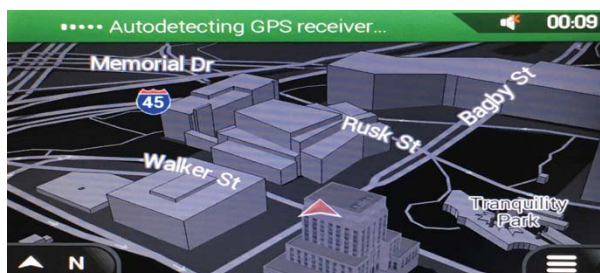 Autodetecting GPS receiver...
00:09
Memorial Dr
45
Bagby St
Rusk St
Walker St
Tranquility
Park
N